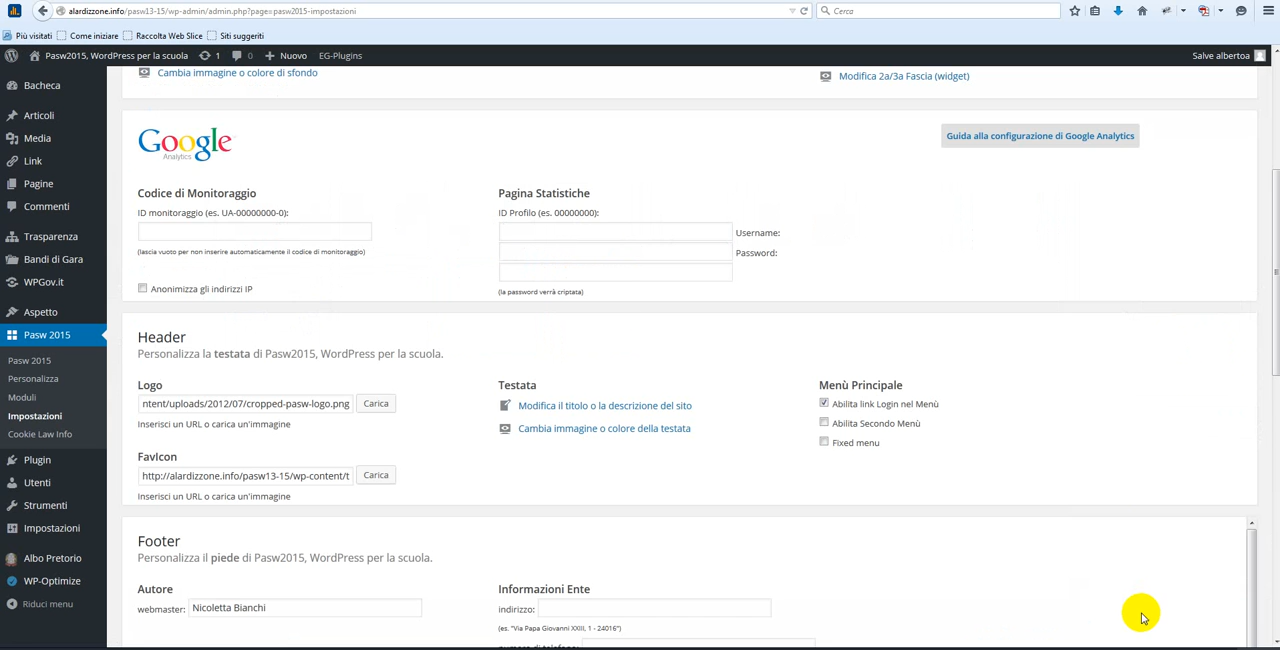 alardizzone.info/pasw13-15/wp-admin/admin.php?page=pasw2015-impostazioni
Cerca
Più visitati
Come iniziare
Raccolta Web Slice
Siti suggeriti
Pasw2015, WordPress per la scuola
1
0
Nuovo
EG-Plugins
Salve albertoa
Bacheca
Articoli
Media
Link
Pagine
Commenti
Trasparenza
Bandi di Gara
WPGov.it
Aspetto
Pasw 2015
Pasw 2015
Personalizza
Moduli
Impostazioni
Cookie Law Info
Plugin
Utenti
Strumenti
Impostazioni
Albo Pretorio
WP-Optimize
Riduci menu
Cambia immagine o colore di sfondo
Modifica 2a/3a Fascia (widget)
Google
Analytics
Guida alla configurazione di Google Analytics
Codice di Monitoraggio
ID monitoraggio (es. UA-00000000-0):
(lascia vuoto per non inserire automaticamente il codice di monitoraggio)
Anonimizza gli indirizzi IP
Pagina Statistiche
ID Profilo (es. 00000000):
Username:
Password:
(la password verrà criptata)
Header
Personalizza la testata di Pasw2015, WordPress per la scuola.
Logo
ntent/uploads/2012/07/cropped-pasw-logo.png
Carica
Inserisci un URL o carica un'immagine
FavIcon
http://alardizzone.info/pasw13-15/wp-content/t
Carica
Inserisci un URL o carica un'immagine
Testata
Modifica il titolo o la descrizione del sito
Cambia immagine o colore della testata
Menù Principale
Abilita link Login nel Menù
Abilita Secondo Menù
Fixed menu
Footer
Personalizza il piede di Pasw2015, WordPress per la scuola.
Autore
webmaster:
Nicoletta Bianchi
Informazioni Ente
indirizzo:
(es. "Via Papa Giovanni XXIII, 1 - 24016")
numero di telefono: